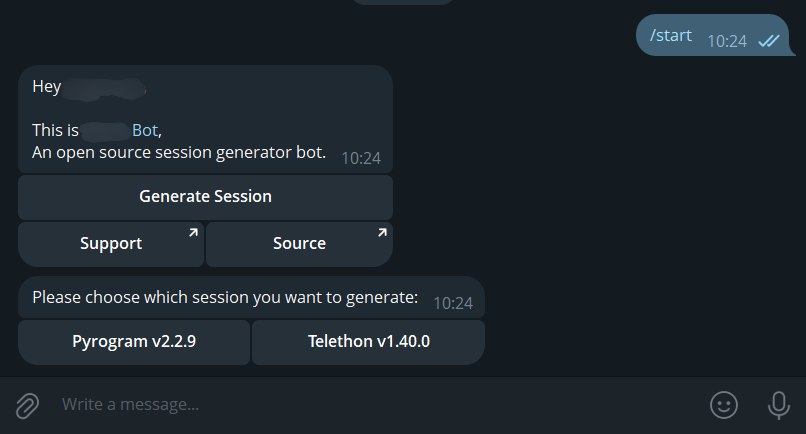 /start 10:24
Hey
This is Bot,
An open source session generator bot. 10:24
Generate Session
Support Source
Please choose which session you want to generate: 10:24
Pyrogram v2.2.9 Telethon v1.40.0
Write a message...